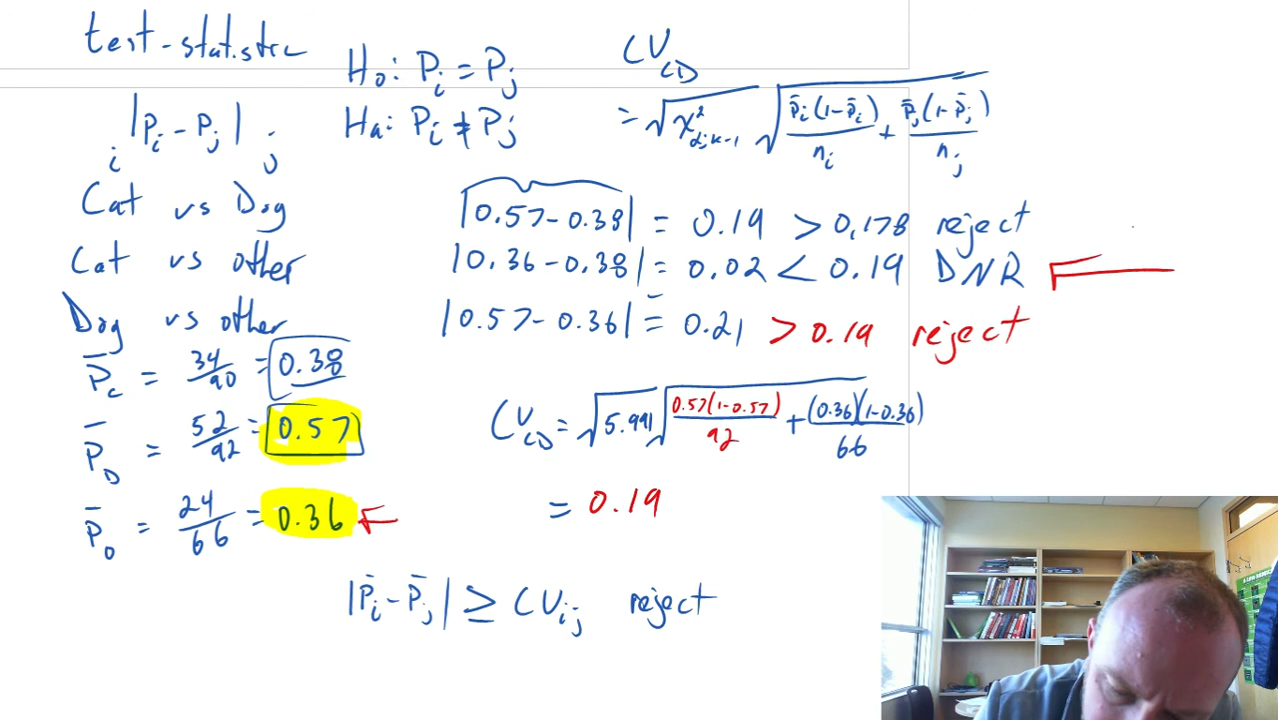 test-statistic
|Pi - Pj|
i j
H₀: Pi = Pj
Ha: Pi ≠ Pj
CV_CD
= √χ²α;k-1 √(p̄i(1-p̄i)/ni + p̄j(1-p̄j)/nj)
Cat vs Dog
|0.57-0.38| = 0.19 > 0.178 reject
Cat vs other
|0.36-0.38| = 0.02 < 0.19 DNR
Dog vs other
|0.57-0.36| = 0.21 > 0.19 reject
P̄c = 34/90 = 0.38
P̄D = 52/92 = 0.57
P̄o = 24/66 = 0.36
CV_CD = √5.991 √(0.57(1-0.57)/92 + (0.36)(1-0.36)/66)
= 0.19
|P̄i - P̄j| ≥ CVij reject